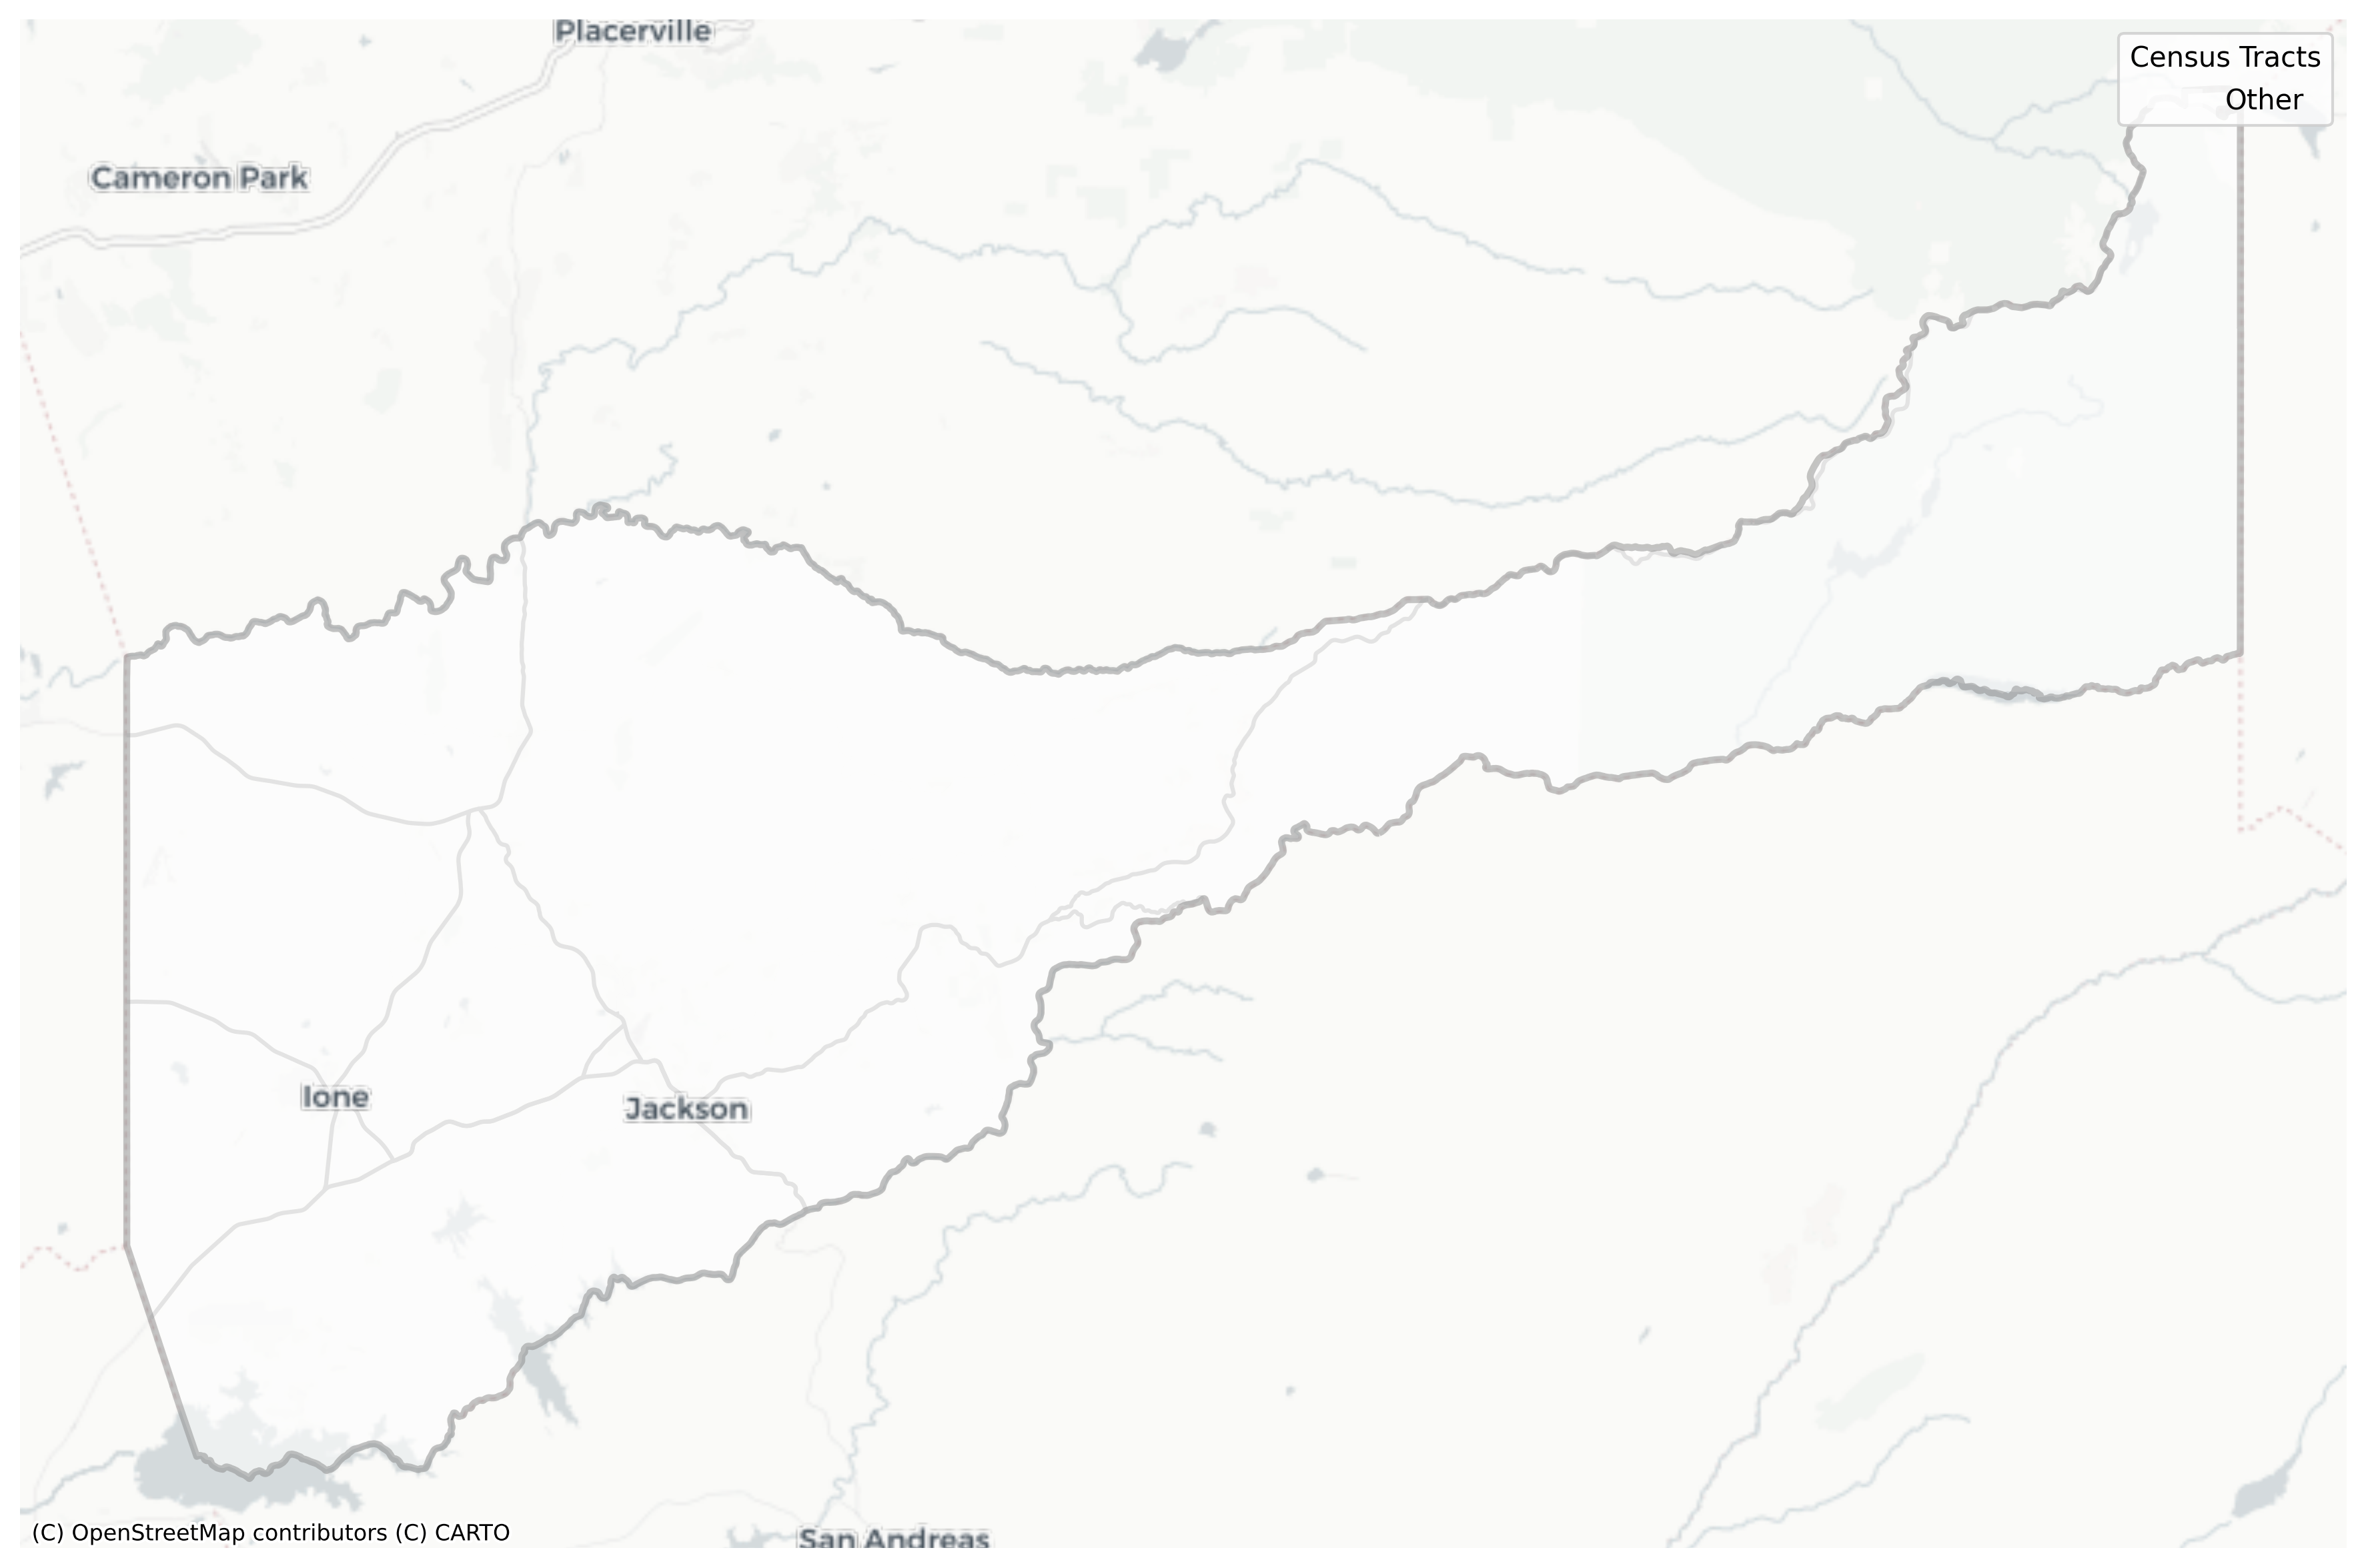 Placerville
Census Tracts
Other
Cameron Park
Ione
Jackson
(C) OpenStreetMap contributors (C) CARTO
San Andreas